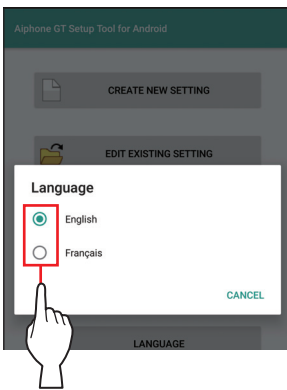 Aiphone GT Setup Tool for Android
CREATE NEW SETTING
EDIT EXISTING SETTING
Language
English
Français
CANCEL
LANGUAGE